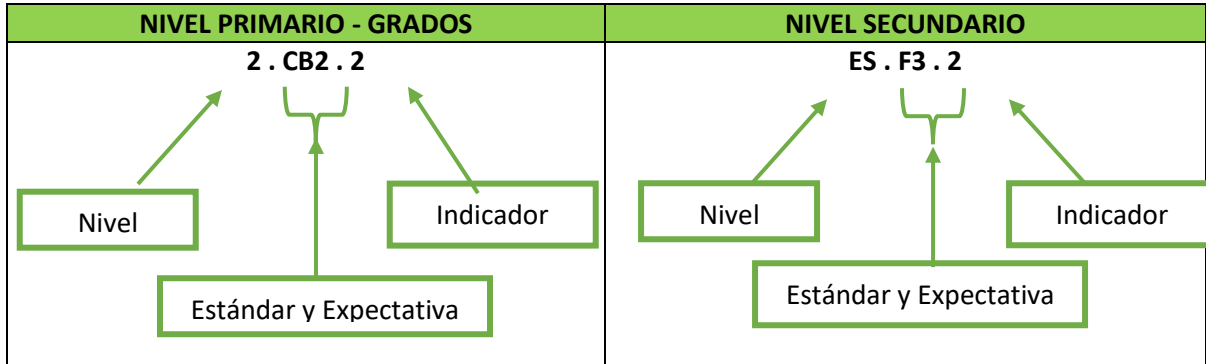 NIVEL PRIMARIO - GRADOS
2 . CB2 . 2
Nivel
Indicador
Estándar y Expectativa
NIVEL SECUNDARIO
ES . F3 . 2
Nivel
Indicador
Estándar y Expectativa